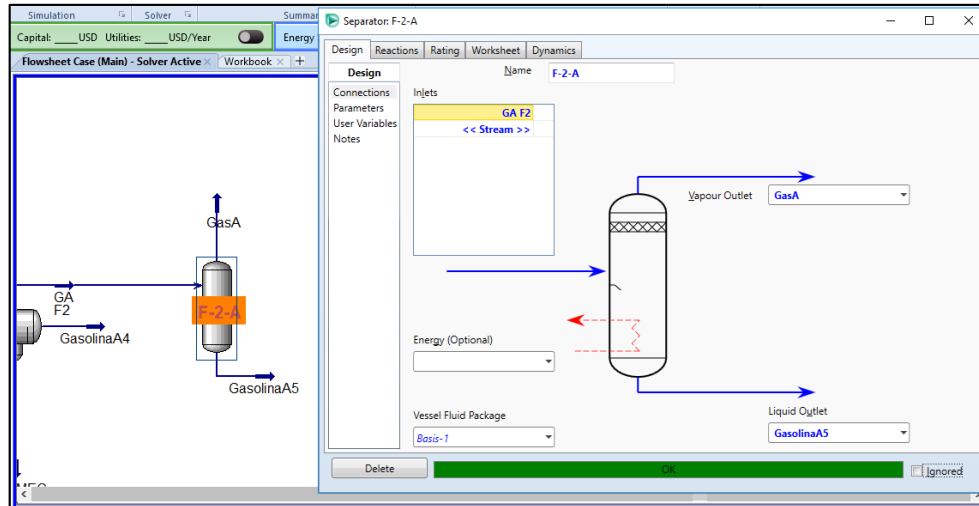 Simulation Solver Summar
Capital: ____USD Utilities: ____USD/Year Energy
Flowsheet Case (Main) - Solver Active × Workbook × +
GasA
GA
F2
F-2-A
GasolinaA4
GasolinaA5
Separator: F-2-A
Design Reactions Rating Worksheet Dynamics
Design
Connections
Parameters
User Variables
Notes
Name F-2-A
Inlets
GA F2
<< Stream >>
Vapour Outlet GasA
Energy (Optional)
Vessel Fluid Package
Basis-1
Liquid Outlet
GasolinaA5
Delete OK Ignored